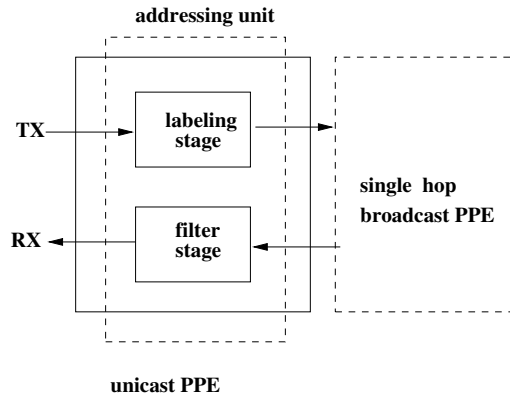 addressing unit
TX
labeling
stage
single hop
broadcast PPE
RX
filter
stage
unicast PPE